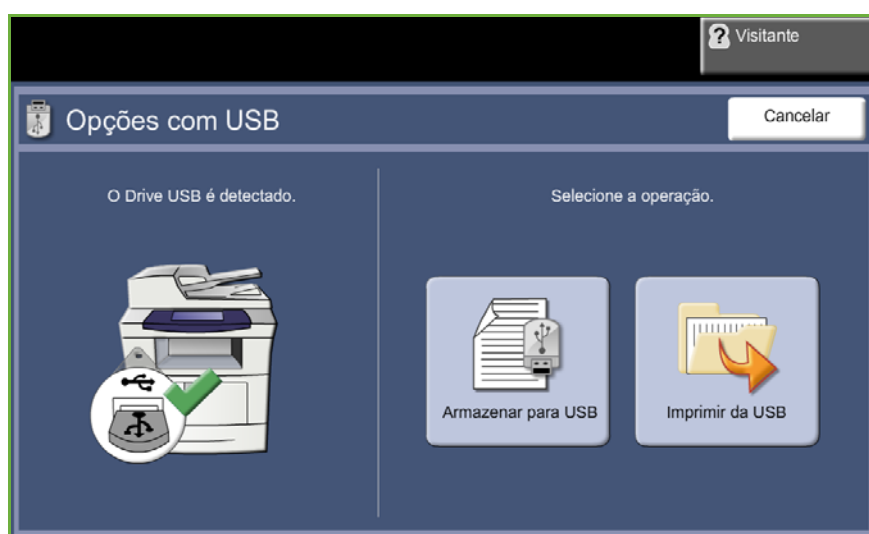 Visitante
Opções com USB
Cancelar
O Drive USB é detectado.
Selecione a operação.
Armazenar para USB
Imprimir da USB